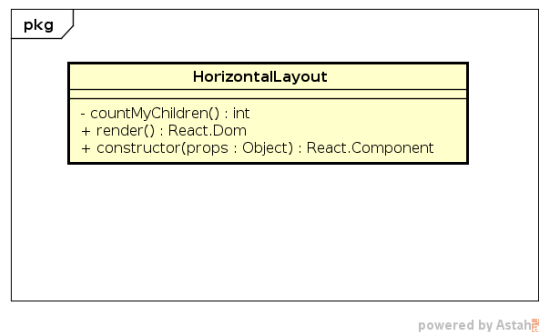 pkg
HorizontalLayout
- countMyChildren() : int
+ render() : React.Dom
+ constructor(props : Object) : React.Component
powered by Astah